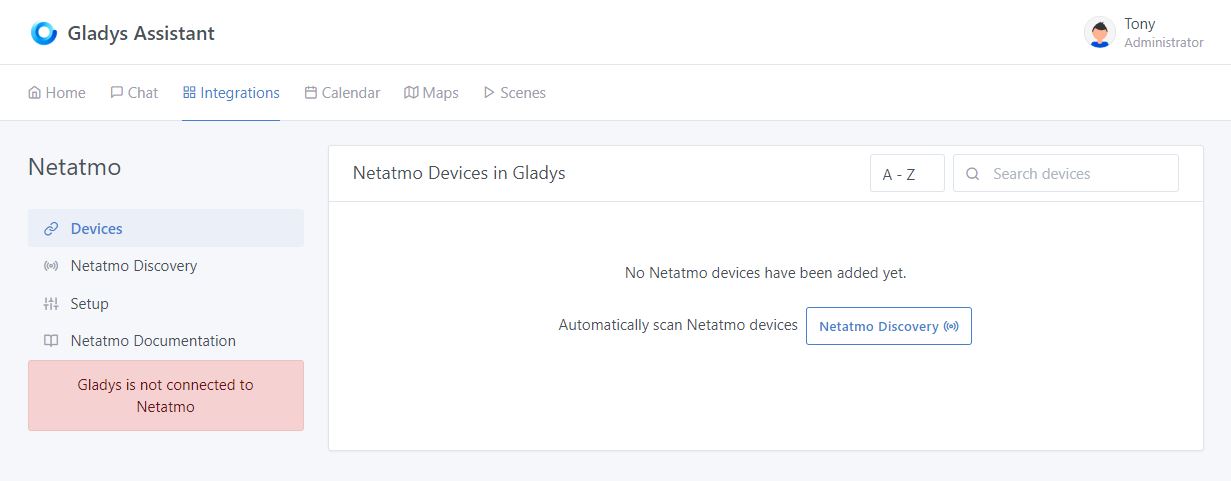 Gladys Assistant
Tony
Administrator
Home
Chat
Integrations
Calendar
Maps
Scenes
Netatmo
Devices
Netatmo Discovery
Setup
Netatmo Documentation
Gladys is not connected to
Netatmo
Netatmo Devices in Gladys
A - Z
Search devices
No Netatmo devices have been added yet.
Automatically scan Netatmo devices
Netatmo Discovery